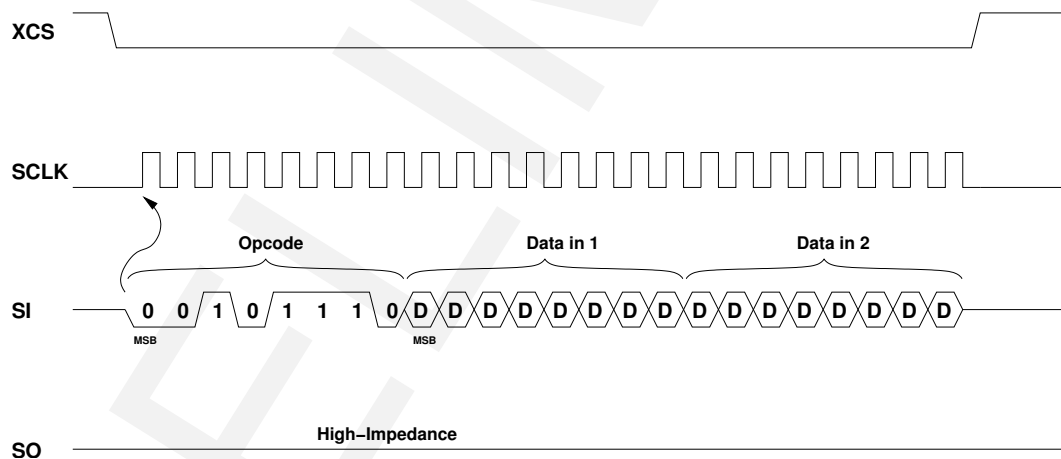 XCS
SCLK
Opcode Data in 1 Data in 2
SI 0 0 1 0 1 1 1 0 D D D D D D D D D D D D D D D D
MSB MSB
High−Impedance
SO